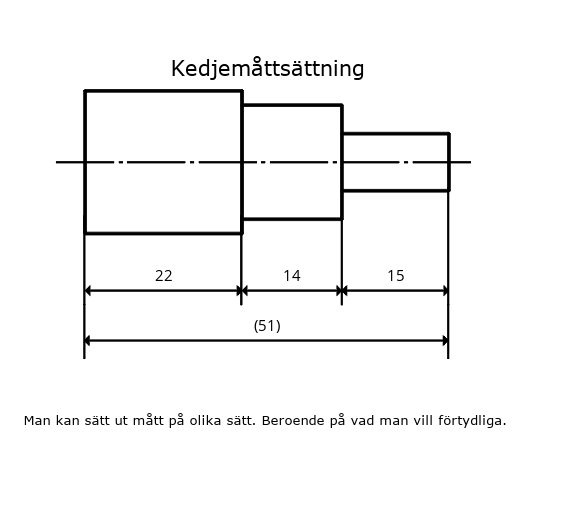 Kedjemåttsättning
22
14
15
(51)
Man kan sätt ut mått på olika sätt. Beroende på vad man vill förtydliga.